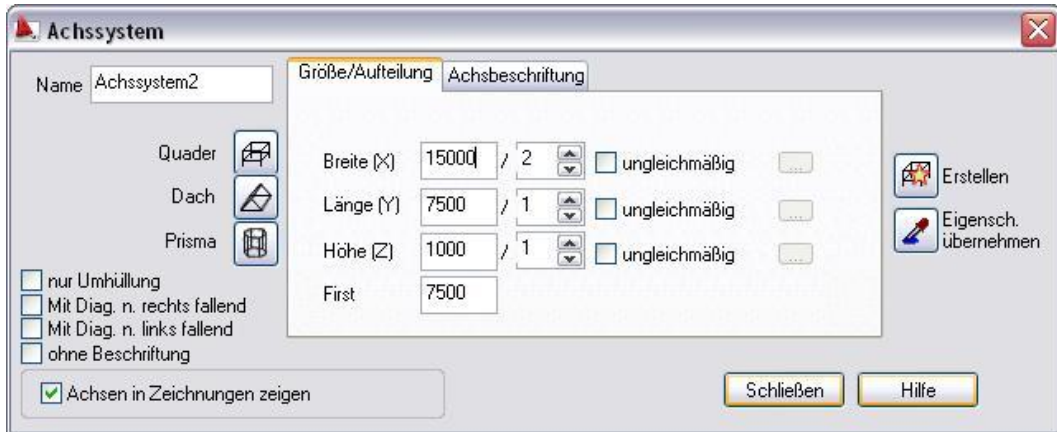 Achssystem
Name Achssystem2
Quader
Dach
Prisma
nur Umhüllung
Mit Diag. n. rechts fallend
Mit Diag. n. links fallend
ohne Beschriftung
Achsen in Zeichnungen zeigen
Größe/Aufteilung Achsbeschriftung
Breite (X) 15000 / 2 ungleichmäßig ...
Länge (Y) 7500 / 1 ungleichmäßig ...
Höhe (Z) 1000 / 1 ungleichmäßig ...
First 7500
Erstellen
Eigensch.
übernehmen
Schließen Hilfe